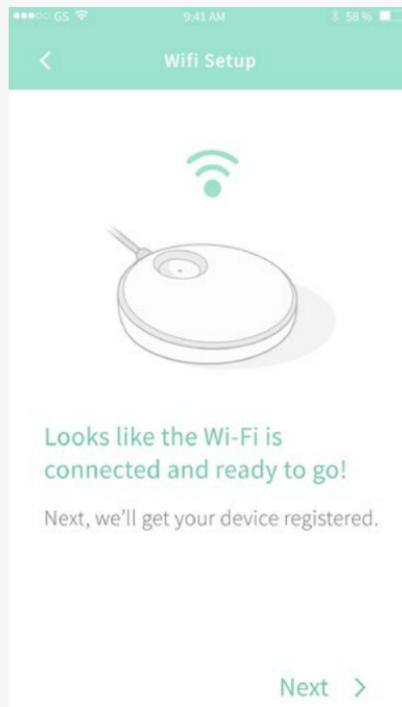 GS 9:41 AM 58 %
Wifi Setup
Looks like the Wi-Fi is
connected and ready to go!
Next, we'll get your device registered.
Next